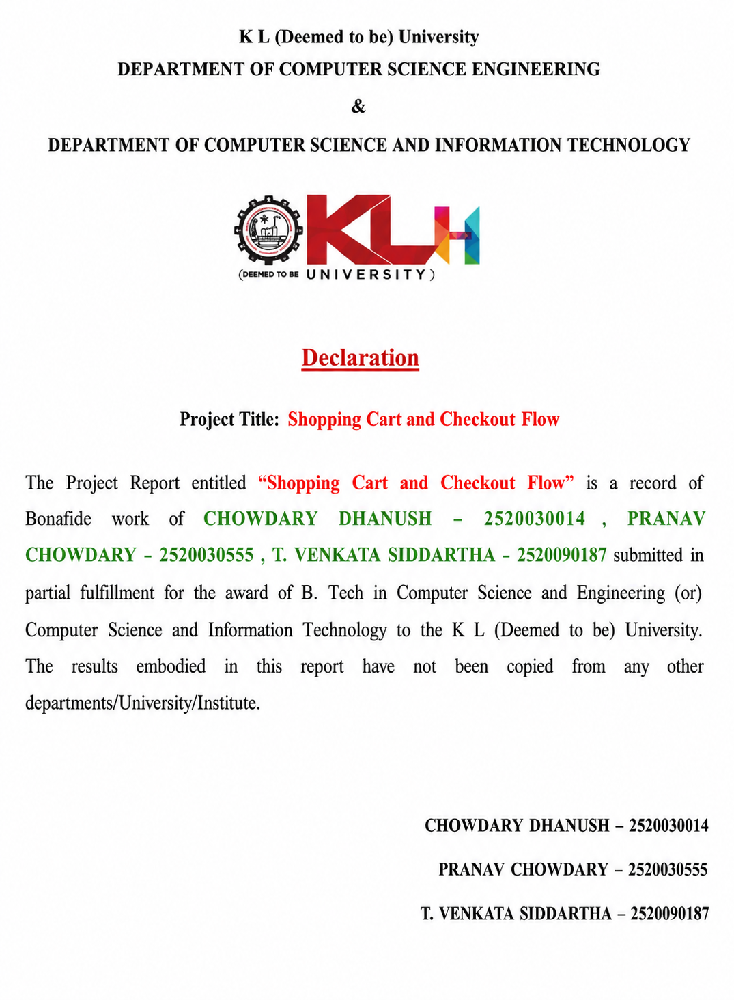 K L (Deemed to be) University
DEPARTMENT OF COMPUTER SCIENCE ENGINEERING
&
DEPARTMENT OF COMPUTER SCIENCE AND INFORMATION TECHNOLOGY
KLH
(DEEMED TO BE UNIVERSITY)
Declaration
Project Title: Shopping Cart and Checkout Flow
The Project Report entitled “Shopping Cart and Checkout Flow” is a record of
Bonafide work of CHOWDARY DHANUSH – 2520030014 , PRANAV
CHOWDARY – 2520030555 , T. VENKATA SIDDARTHA – 2520090187 submitted in
partial fulfillment for the award of B. Tech in Computer Science and Engineering (or)
Computer Science and Information Technology to the K L (Deemed to be) University.
The results embodied in this report have not been copied from any other
departments/University/Institute.
CHOWDARY DHANUSH – 2520030014
PRANAV CHOWDARY – 2520030555
T. VENKATA SIDDARTHA – 2520090187